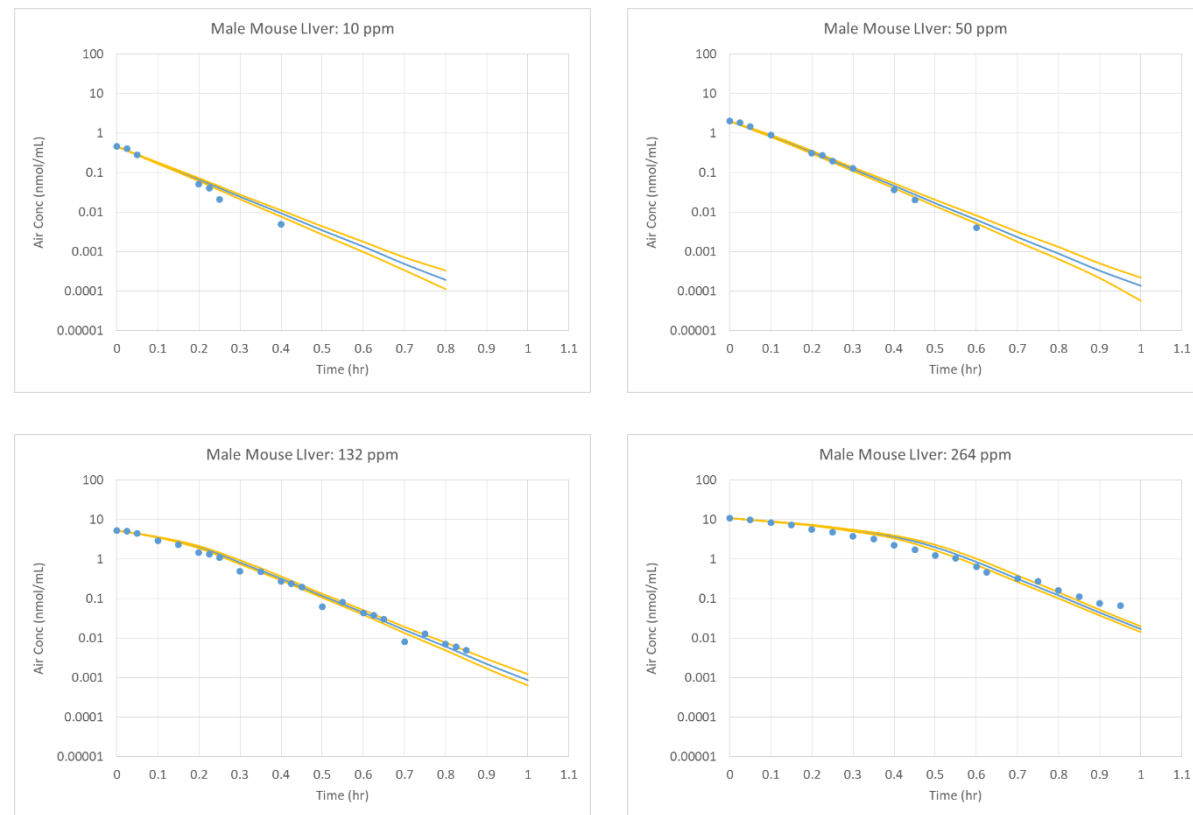 Male Mouse LIver: 10 ppm
100
10
1
0.1
0.01
0.001
0.0001
0.00001
Air Conc (nmol/mL)
0 0.1 0.2 0.3 0.4 0.5 0.6 0.7 0.8 0.9 1 1.1
Time (hr)
Male Mouse LIver: 50 ppm
100
10
1
0.1
0.01
0.001
0.0001
0.00001
Air Conc (nmol/mL)
0 0.1 0.2 0.3 0.4 0.5 0.6 0.7 0.8 0.9 1 1.1
Time (hr)
Male Mouse LIver: 132 ppm
100
10
1
0.1
0.01
0.001
0.0001
0.00001
Air Conc (nmol/mL)
0 0.1 0.2 0.3 0.4 0.5 0.6 0.7 0.8 0.9 1 1.1
Time (hr)
Male Mouse LIver: 264 ppm
100
10
1
0.1
0.01
0.001
0.0001
0.00001
Air Conc (nmol/mL)
0 0.1 0.2 0.3 0.4 0.5 0.6 0.7 0.8 0.9 1 1.1
Time (hr)